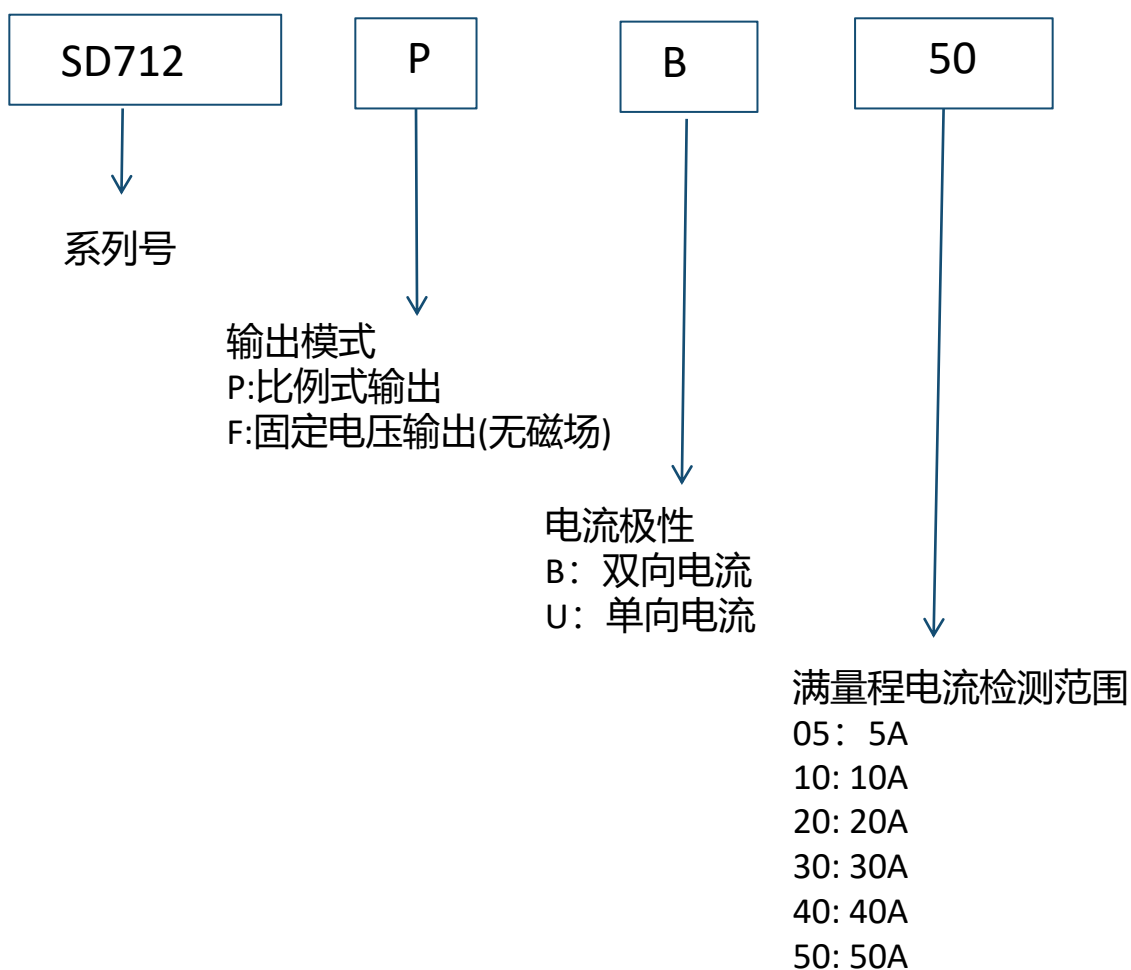 SD712
P
B
50
系列号
输出模式
P:比例式输出
F:固定电压输出(无磁场)
电流极性
B：双向电流
U：单向电流
满量程电流检测范围
05：5A
10: 10A
20: 20A
30: 30A
40: 40A
50: 50A